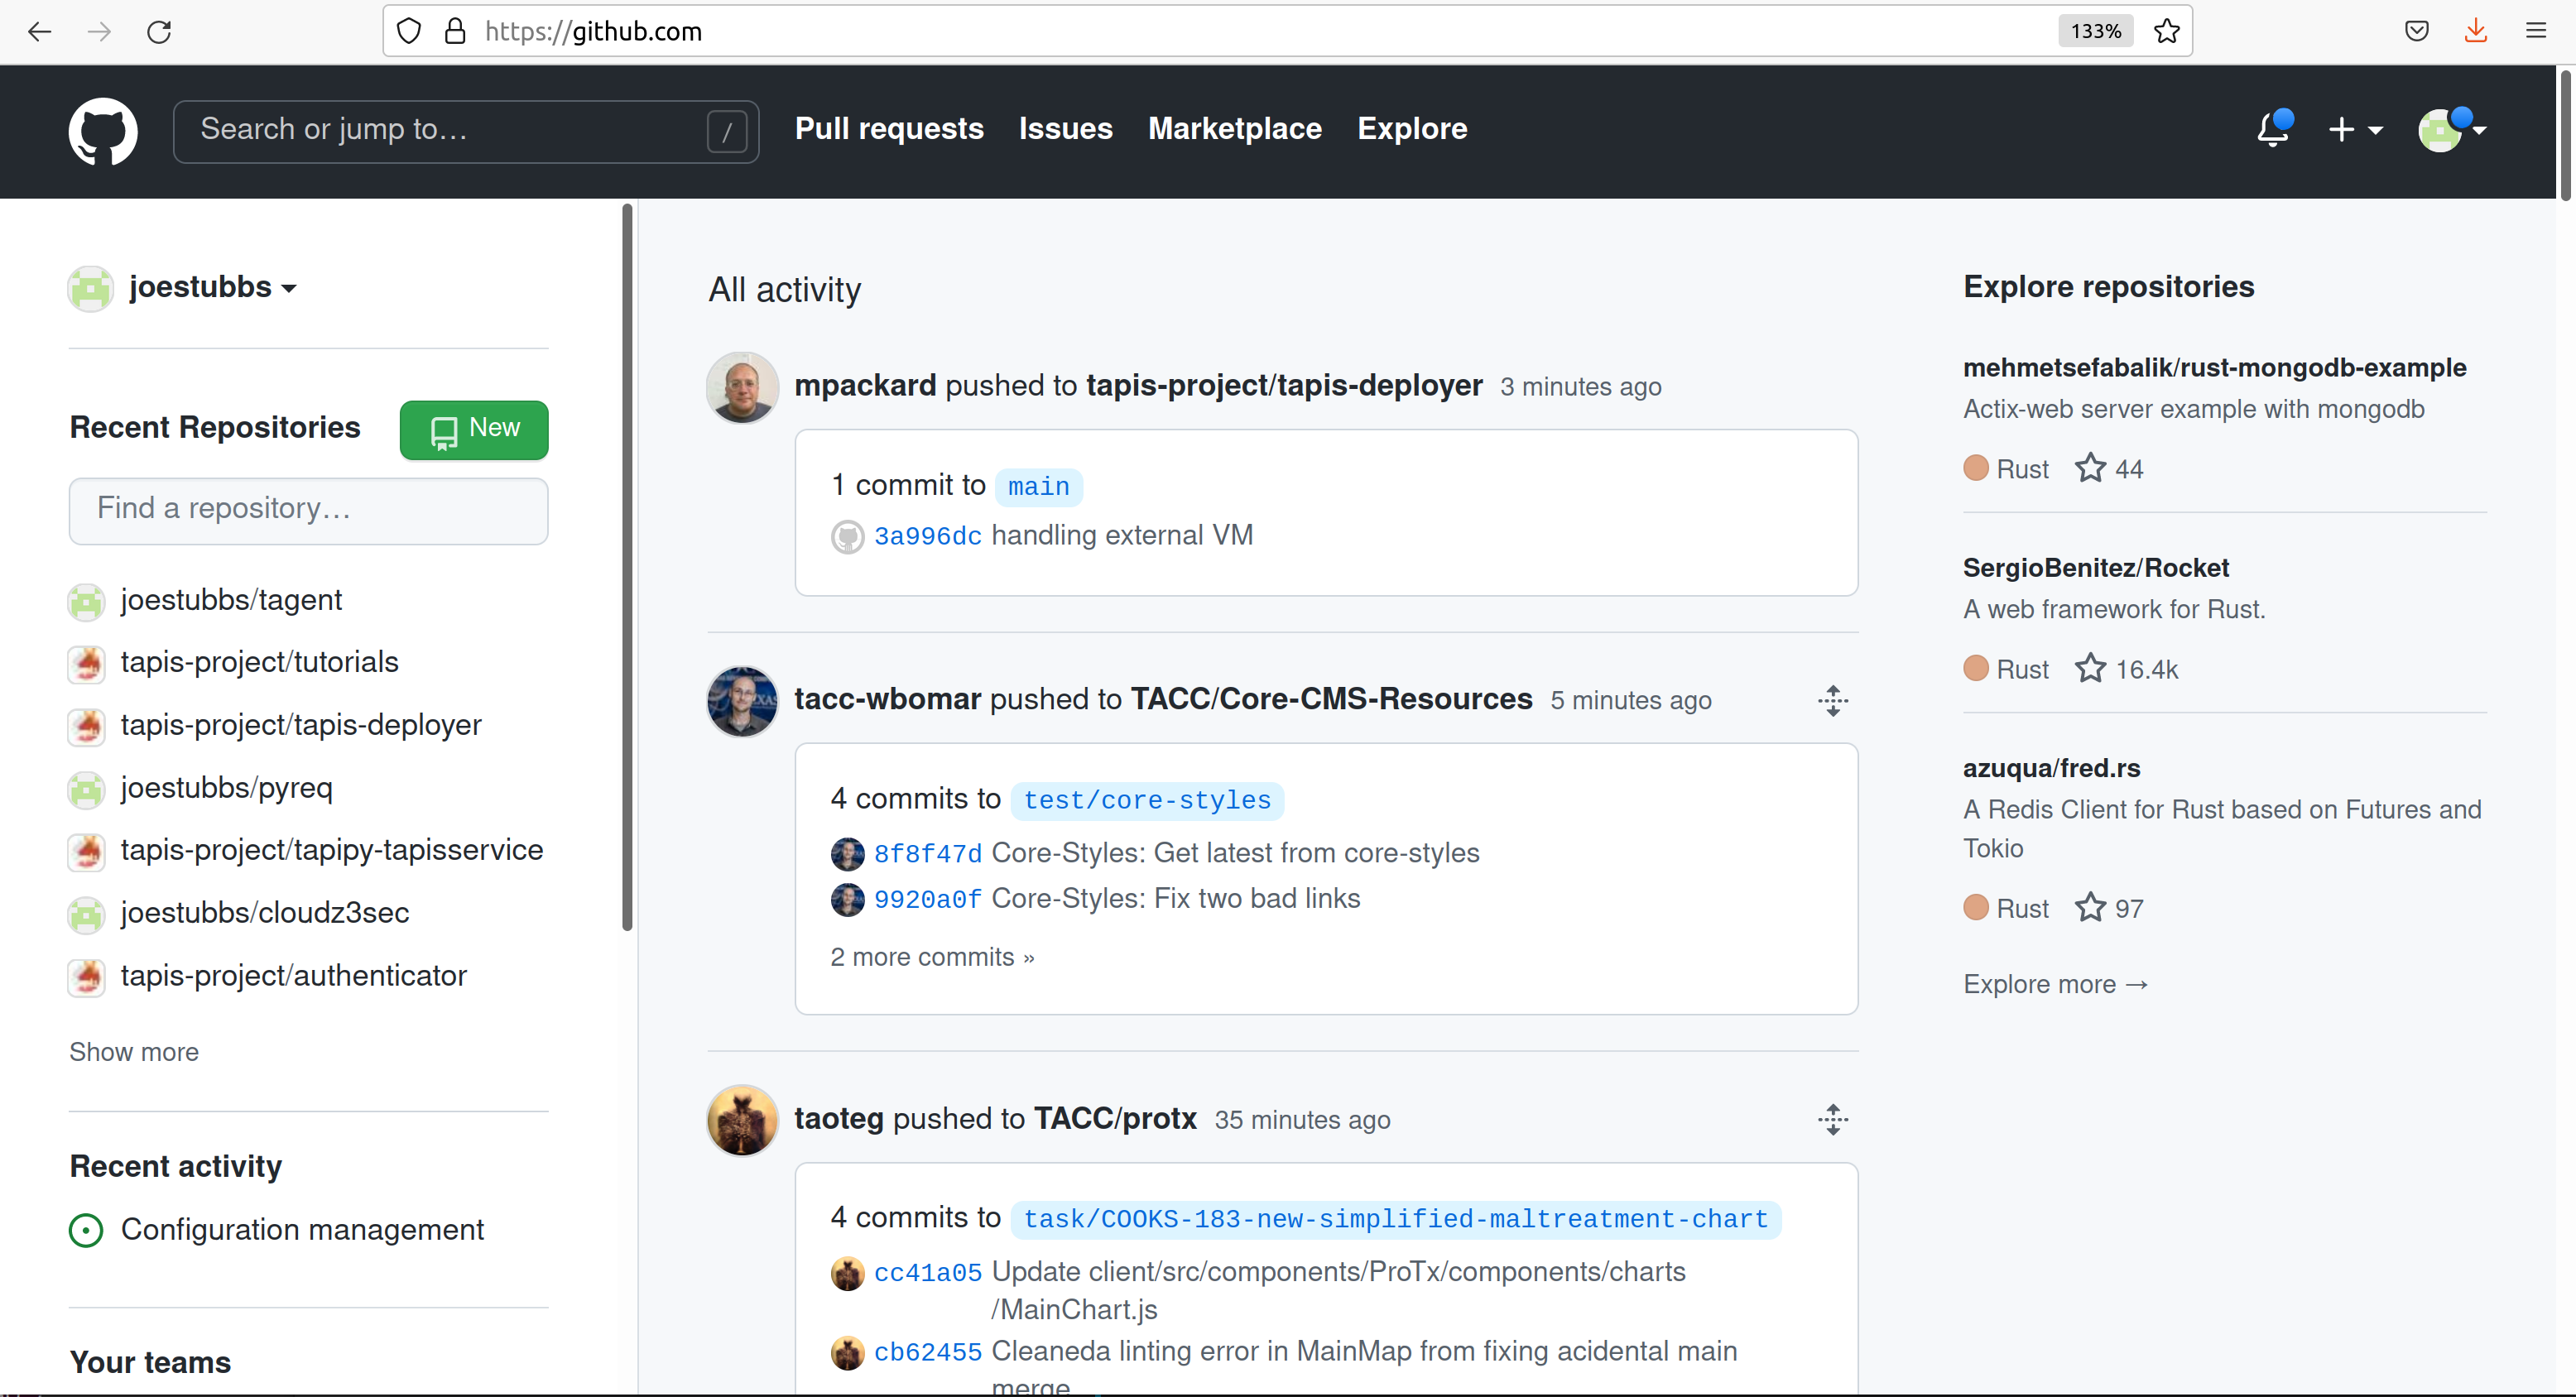 https://github.com
133%
Search or jump to…
/
Pull requests
Issues
Marketplace
Explore
joestubbs
Recent Repositories
New
Find a repository…
joestubbs/tagent
tapis-project/tutorials
tapis-project/tapis-deployer
joestubbs/pyreq
tapis-project/tapipy-tapisservice
joestubbs/cloudz3sec
tapis-project/authenticator
Show more
Recent activity
Configuration management
Your teams
All activity
mpackard pushed to tapis-project/tapis-deployer 3 minutes ago
1 commit to main
3a996dc handling external VM
tacc-wbomar pushed to TACC/Core-CMS-Resources 5 minutes ago
4 commits to test/core-styles
8f8f47d Core-Styles: Get latest from core-styles
9920a0f Core-Styles: Fix two bad links
2 more commits »
taoteg pushed to TACC/protx 35 minutes ago
4 commits to task/COOKS-183-new-simplified-maltreatment-chart
cc41a05 Update client/src/components/ProTx/components/charts
/MainChart.js
cb62455 Cleaneda linting error in MainMap from fixing acidental main
merge.
Explore repositories
mehmetsefabalik/rust-mongodb-example
Actix-web server example with mongodb
Rust 44
SergioBenitez/Rocket
A web framework for Rust.
Rust 16.4k
azuqua/fred.rs
A Redis Client for Rust based on Futures and
Tokio
Rust 97
Explore more →